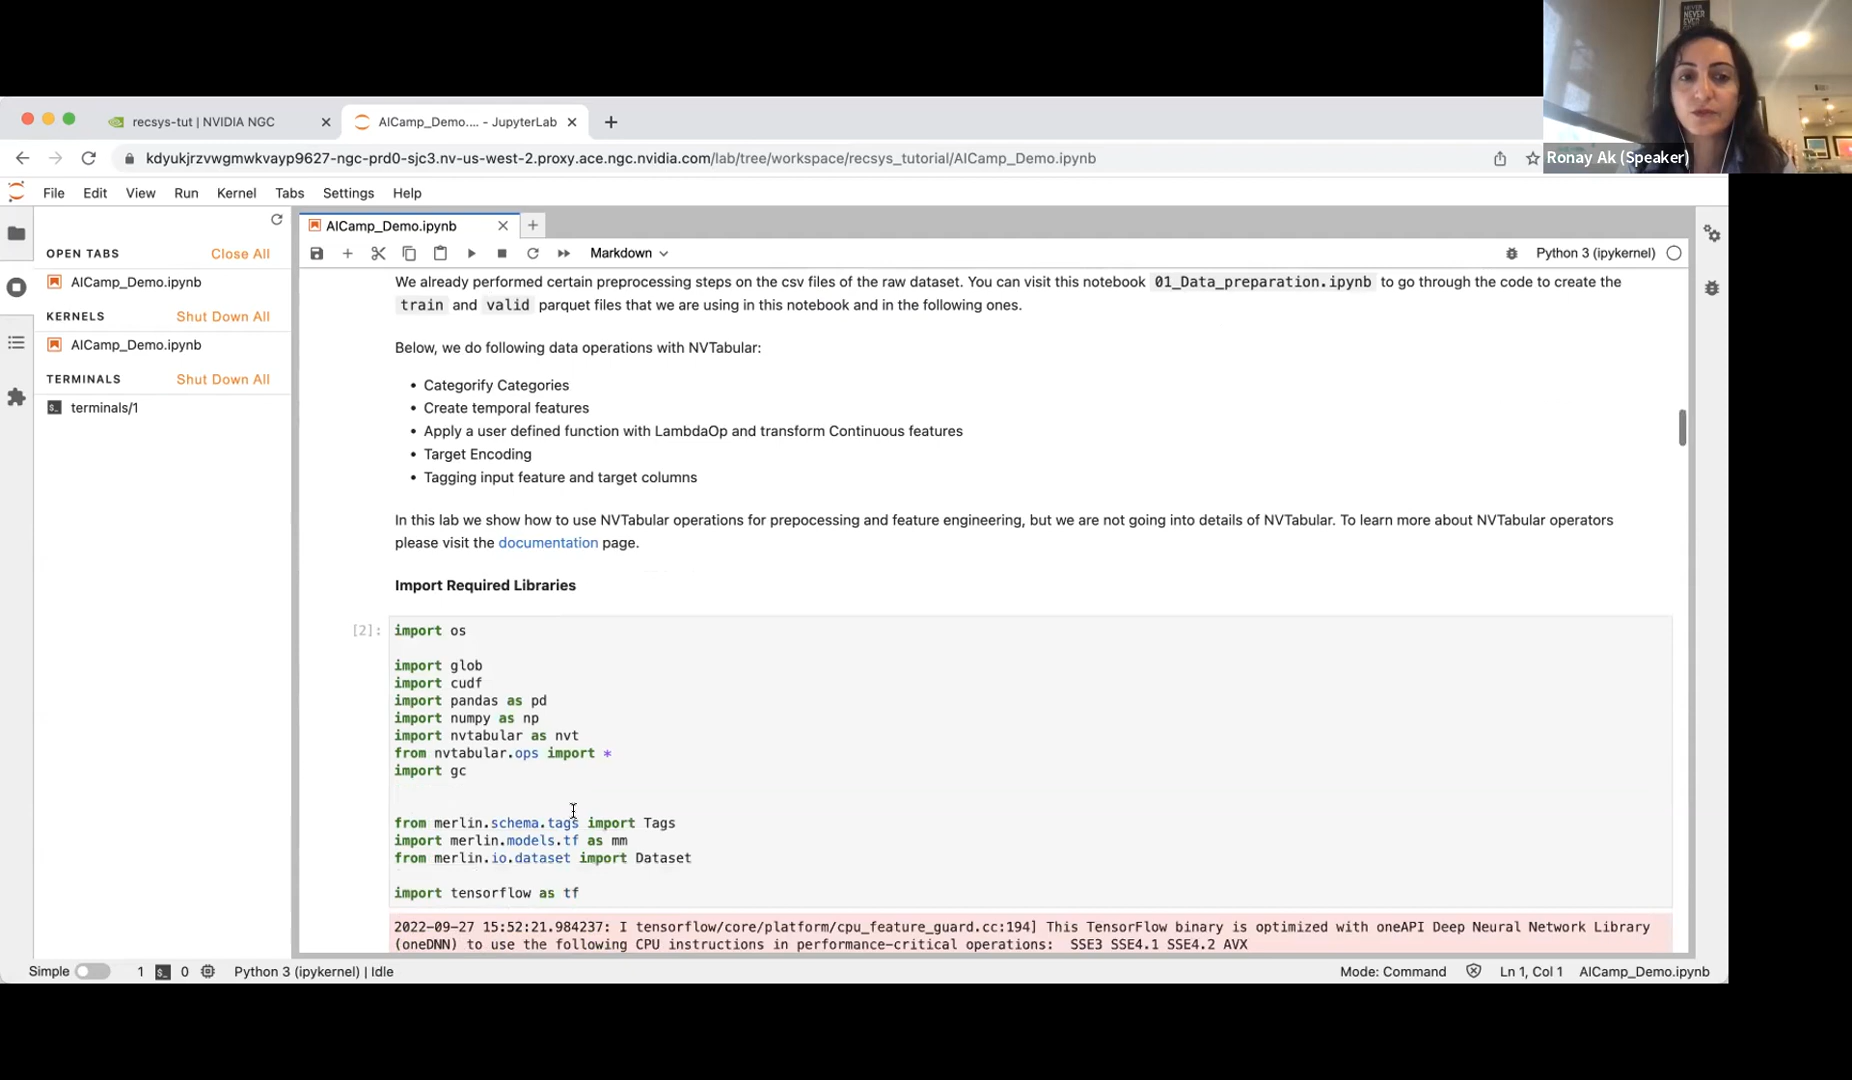 NEVER
NEVER
EVER
Ronay Ak (Speaker)
recsys-tut | NVIDIA NGC
AICamp_Demo.... - JupyterLab
kdyukjrzvwgmwkvayp9627-ngc-prd0-sjc3.nv-us-west-2.proxy.ace.ngc.nvidia.com/lab/tree/workspace/recsys_tutorial/AICamp_Demo.ipynb
File Edit View Run Kernel Tabs Settings Help
OPEN TABS Close All
AICamp_Demo.ipynb
KERNELS Shut Down All
AICamp_Demo.ipynb
TERMINALS Shut Down All
terminals/1
AICamp_Demo.ipynb
Markdown
Python 3 (ipykernel)
We already performed certain preprocessing steps on the csv files of the raw dataset. You can visit this notebook 01_Data_preparation.ipynb to go through the code to create the
train and valid parquet files that we are using in this notebook and in the following ones.
Below, we do following data operations with NVTabular:
• Categorify Categories
• Create temporal features
• Apply a user defined function with LambdaOp and transform Continuous features
• Target Encoding
• Tagging input feature and target columns
In this lab we show how to use NVTabular operations for prepocessing and feature engineering, but we are not going into details of NVTabular. To learn more about NVTabular operators
please visit the documentation page.
Import Required Libraries
[2]: import os
import glob
import cudf
import pandas as pd
import numpy as np
import nvtabular as nvt
from nvtabular.ops import *
import gc
from merlin.schema.tags import Tags
import merlin.models.tf as mm
from merlin.io.dataset import Dataset
import tensorflow as tf
2022-09-27 15:52:21.984237: I tensorflow/core/platform/cpu_feature_guard.cc:194] This TensorFlow binary is optimized with oneAPI Deep Neural Network Library
(oneDNN) to use the following CPU instructions in performance-critical operations: SSE3 SSE4.1 SSE4.2 AVX
Simple 1 0 Python 3 (ipykernel) | Idle
Mode: Command Ln 1, Col 1 AICamp_Demo.ipynb